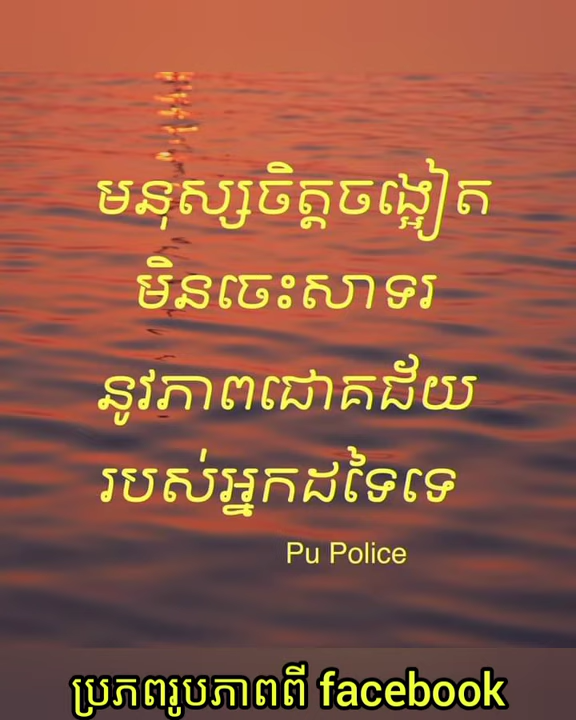 មនុស្សចិត្តចង្អៀត
មិនចេះសាទរ
នូវភាពជោគជ័យ
របស់អ្នកដទៃទេ
Pu Police
ប្រភពរូបភាពពី facebook